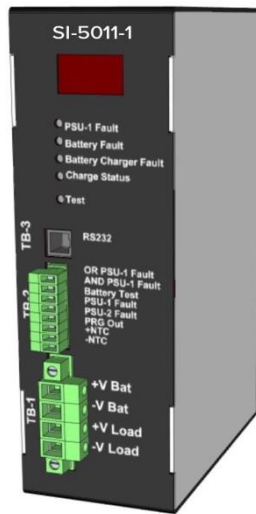 SI-5011-1
PSU-1 Fault
Battery Fault
Battery Charger Fault
Charge Status
Test
TB-3
RS232
TB-2
OR PSU-1 Fault
AND PSU-1 Fault
Battery Test
PSU-1 Fault
PSU-2 Fault
PRG Out
+NTC
-NTC
TB-1
+V Bat
-V Bat
+V Load
-V Load